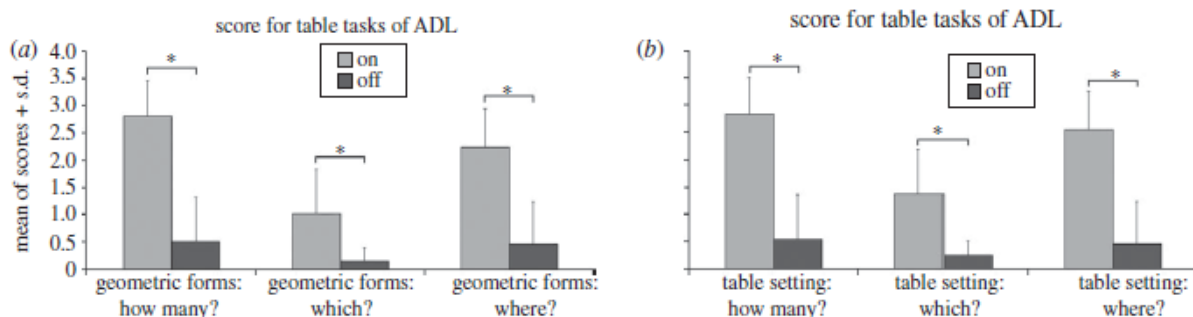 score for table tasks of ADL
(a)
4.0
3.5
3.0
2.5
2.0
1.5
1.0
0.5
0
mean of scores + s.d.
on
off
*
*
*
geometric forms:
how many?
geometric forms:
which?
geometric forms:
where?
score for table tasks of ADL
(b)
on
off
*
*
*
table setting:
how many?
table setting:
which?
table setting:
where?